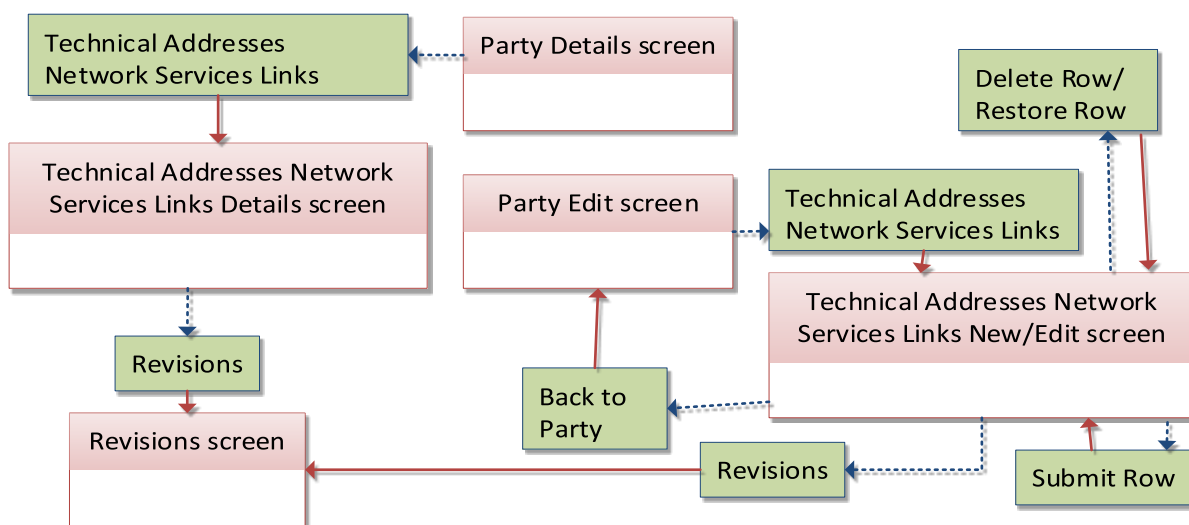 Technical Addresses
Network Services Links
Party Details screen
Delete Row/
Restore Row
Technical Addresses Network
Services Links Details screen
Party Edit screen
Technical Addresses
Network Services Links
Technical Addresses Network
Services Links New/Edit screen
Revisions
Back to
Party
Revisions screen
Revisions
Submit Row